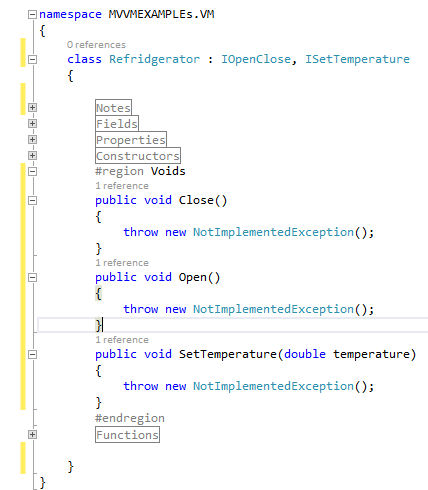 namespace MVVMEXAMPLEs.VM
{
0 references
class Refridgerator : IOpenClose, ISetTemperature
{
Notes
Fields
Properties
Constructors
#region Voids
1 reference
public void Close()
{
throw new NotImplementedException();
}
1 reference
public void Open()
{
throw new NotImplementedException();
}
1 reference
public void SetTemperature(double temperature)
{
throw new NotImplementedException();
}
#endregion
Functions
}
}